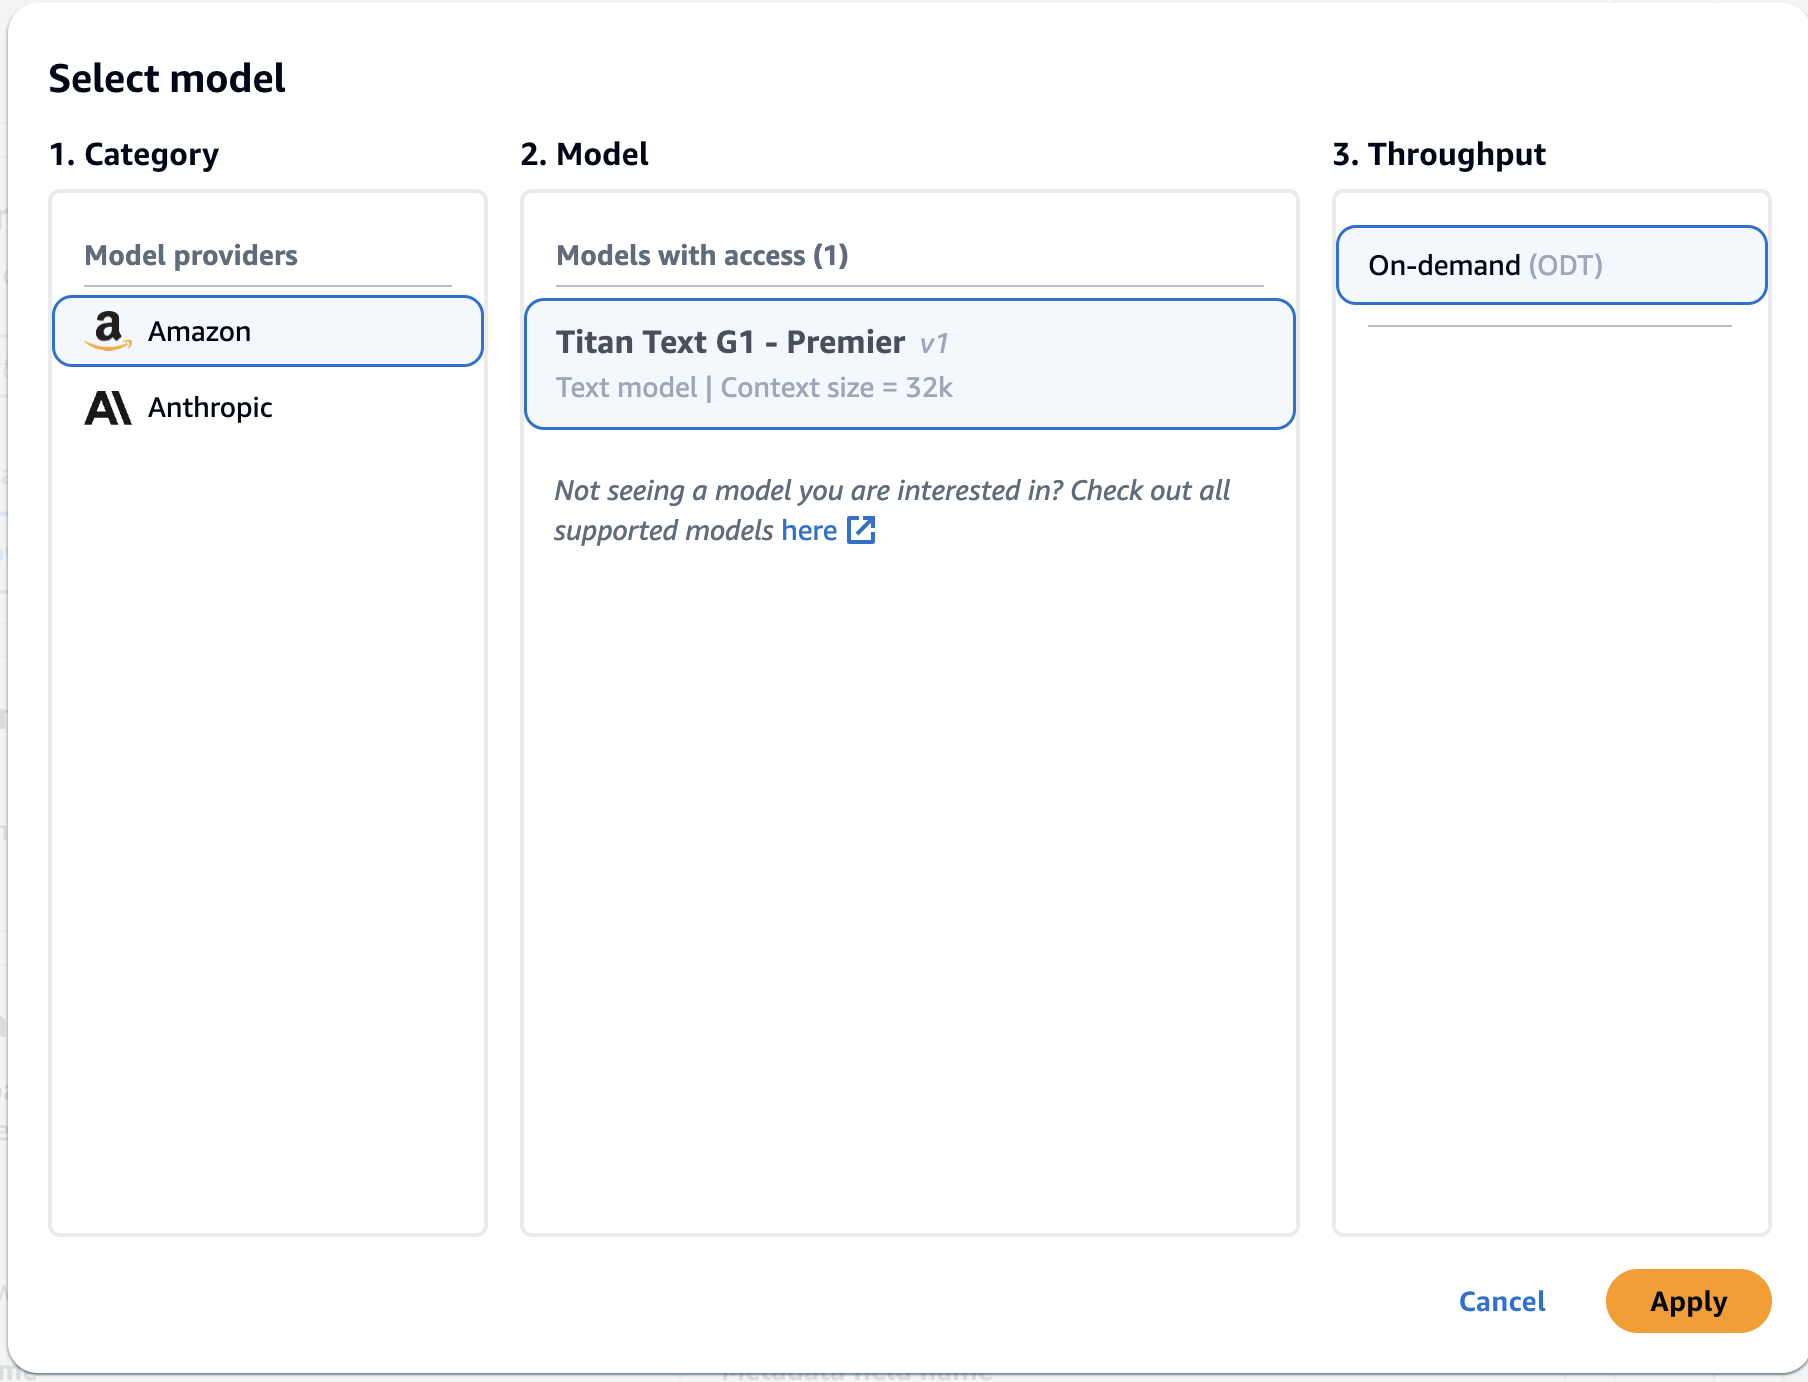 Select model
1. Category
Model providers
Amazon
Anthropic
2. Model
Models with access (1)
Titan Text G1 - Premier v1
Text model | Context size = 32k
Not seeing a model you are interested in? Check out all
supported models here
3. Throughput
On-demand (ODT)
Cancel
Apply